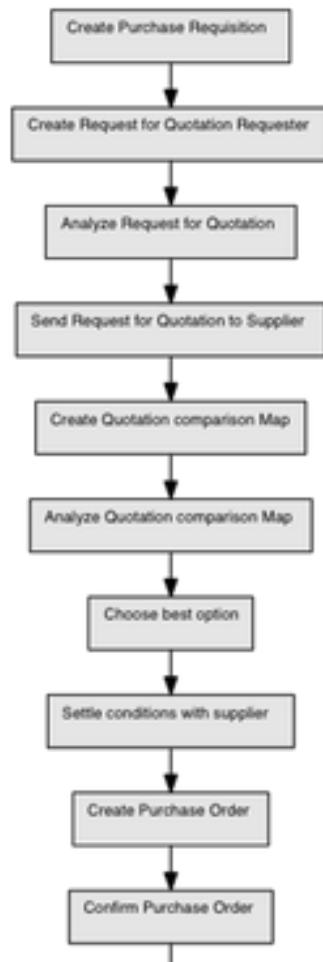 Create Purchase Requisition
Create Request for Quotation Requester
Analyze Request for Quotation
Send Request for Quotation to Supplier
Create Quotation comparison Map
Analyze Quotation comparison Map
Choose best option
Settle conditions with supplier
Create Purchase Order
Confirm Purchase Order